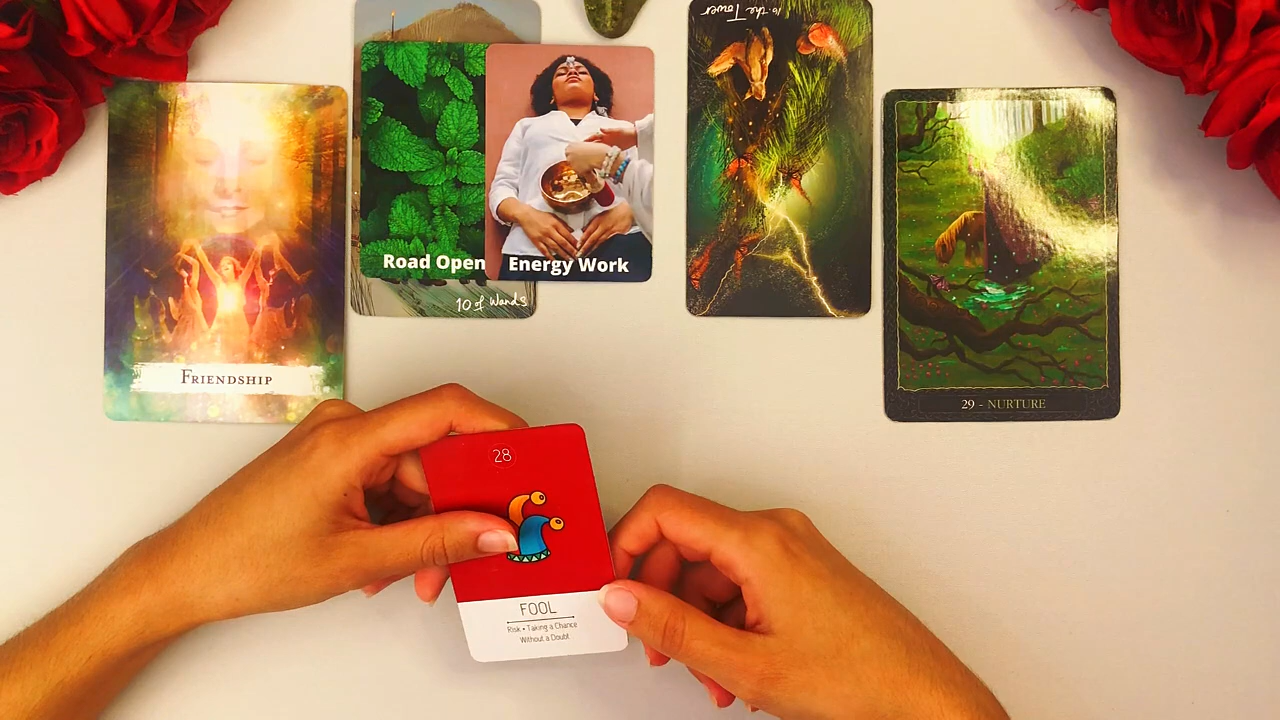 16 the Tower
Road Open
Energy Work
10 of Wands
FRIENDSHIP
29 - NURTURE
28
FOOL
Risk • Taking a Chance
Without a Doubt